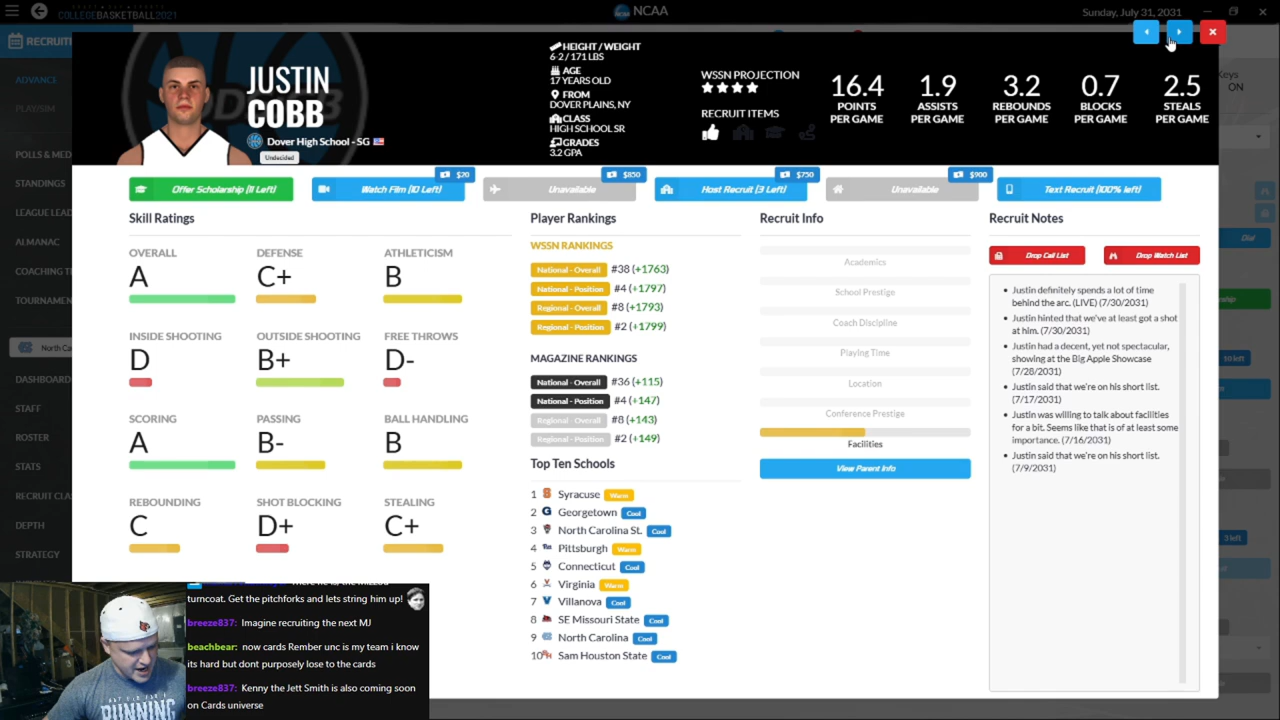 COLLEGEBASKETBALL2021
NCAA
Sunday, July 31, 2031
RECRUITI
ADVANCE
PLAY/SIM
POLLS & MED
STANDINGS
LEAGUE LEAD
ALMANAC
COACHING T
TOURNAMEN
North Ca
DASHBOARD
STAFF
ROSTER
STATS
RECRUIT CLA
DEPTH
STRATEGY
Keys
ON
Dial
10 left
3 left
JUSTIN
COBB
Dover High School - SG
Undecided
HEIGHT / WEIGHT
6-2 / 171 LBS
AGE
17 YEARS OLD
FROM
DOVER PLAINS, NY
CLASS
HIGH SCHOOL SR
GRADES
3.2 GPA
WSSN PROJECTION
RECRUIT ITEMS
16.4
POINTS
PER GAME
1.9
ASSISTS
PER GAME
3.2
REBOUNDS
PER GAME
0.7
BLOCKS
PER GAME
2.5
STEALS
PER GAME
Offer Scholarship (11 Left)
$20
Watch Film (10 Left)
$850
Unavailable
$750
Host Recruit (3 Left)
$900
Unavailable
Text Recruit (100% left)
Skill Ratings
OVERALL
A
DEFENSE
C+
ATHLETICISM
B
INSIDE SHOOTING
D
OUTSIDE SHOOTING
B+
FREE THROWS
D-
SCORING
A
PASSING
B-
BALL HANDLING
B
REBOUNDING
C
SHOT BLOCKING
D+
STEALING
C+
Player Rankings
WSSN RANKINGS
National - Overall #38 (+1763)
National - Position #4 (+1797)
Regional - Overall #8 (+1793)
Regional - Position #2 (+1799)
MAGAZINE RANKINGS
National - Overall #36 (+115)
National - Position #4 (+147)
Regional - Overall #8 (+143)
Regional - Position #2 (+149)
Top Ten Schools
1 Syracuse Warm
2 Georgetown Cool
3 North Carolina St. Cool
4 Pittsburgh Warm
5 Connecticut Cool
6 Virginia Warm
7 Villanova Cool
8 SE Missouri State Cool
9 North Carolina Cool
10 Sam Houston State Cool
Recruit Info
Academics
School Prestige
Coach Discipline
Playing Time
Location
Conference Prestige
Facilities
View Parent Info
Recruit Notes
Drop Call List
Drop Watch List
• Justin definitely spends a lot of time
behind the arc. (LIVE) (7/30/2031)
• Justin hinted that we've at least got a shot
at him. (7/30/2031)
• Justin had a decent, yet not spectacular,
showing at the Big Apple Showcase
(7/28/2031)
• Justin said that we're on his short list.
(7/17/2031)
• Justin was willing to talk about facilities
for a bit. Seems like that is of at least some
importance. (7/16/2031)
• Justin said that we're on his short list.
(7/9/2031)
turncoat. Get the pitchforks and lets string him up!
breeze837: Imagine recruiting the next MJ
beachbear: now cards Rember unc is my team i know
its hard but dont purposely lose to the cards
breeze837: Kenny the Jett Smith is also coming soon
on Cards universe
RUNNING